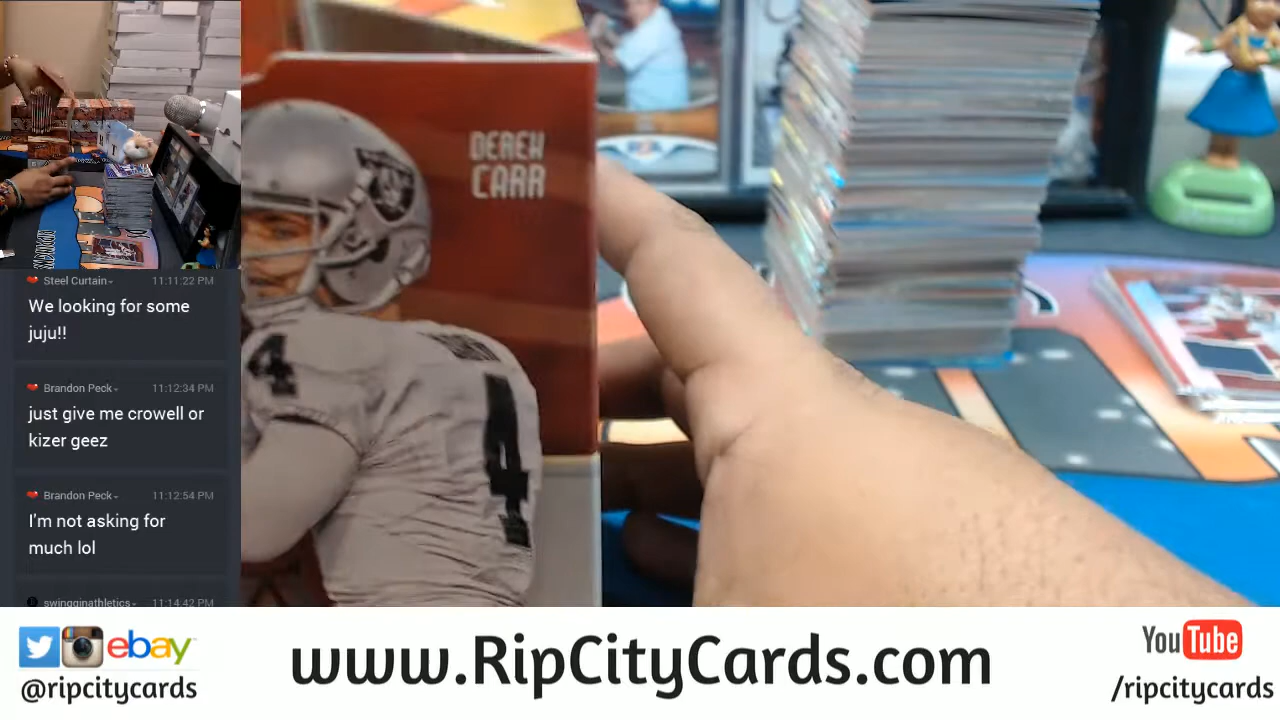 Steel Curtain
11:11:22 PM
We looking for some
juju!!
Brandon Peck
11:12:34 PM
just give me crowell or
kizer geez
Brandon Peck
11:12:54 PM
I'm not asking for
much lol
swingginathletics
11:14:42 PM
DEREK
CARR
4
4
ebay
@ripcitycards
www.RipCityCards.com
YouTube
/ripcitycards